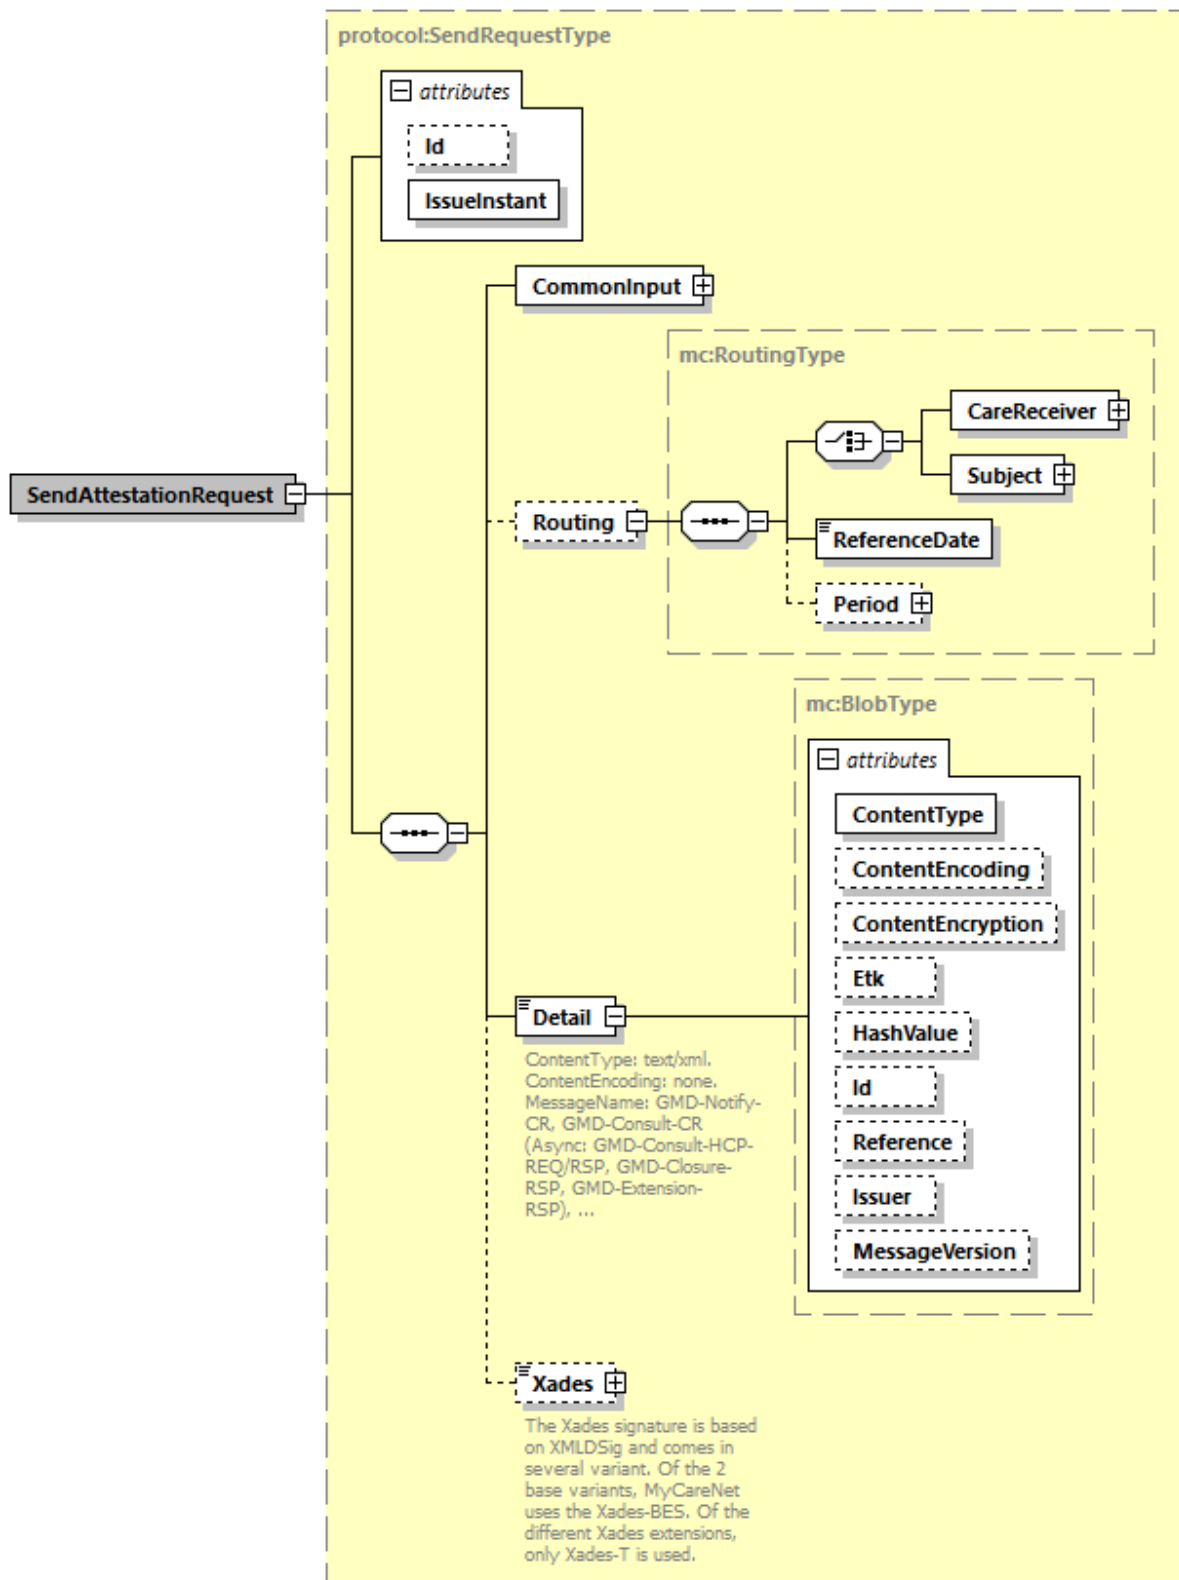 protocol:SendRequestType
attributes
Id
IssueInstant
CommonInput
mc:RoutingType
CareReceiver
Subject
SendAttestationRequest
Routing
ReferenceDate
Period
mc:BlobType
attributes
ContentType
ContentEncoding
ContentEncryption
Etk
Detail
HashValue
ContentType: text/xml.
ContentEncoding: none.
MessageName: GMD-Notify-
CR, GMD-Consult-CR
(Async: GMD-Consult-HCP-
REQ/RSP, GMD-Closure-
RSP, GMD-Extension-
RSP), ...
Id
Reference
Issuer
MessageVersion
Xades
The Xades signature is based
on XMLDSig and comes in
several variant. Of the 2
base variants, MyCareNet
uses the Xades-BES. Of the
different Xades extensions,
only Xades-T is used.